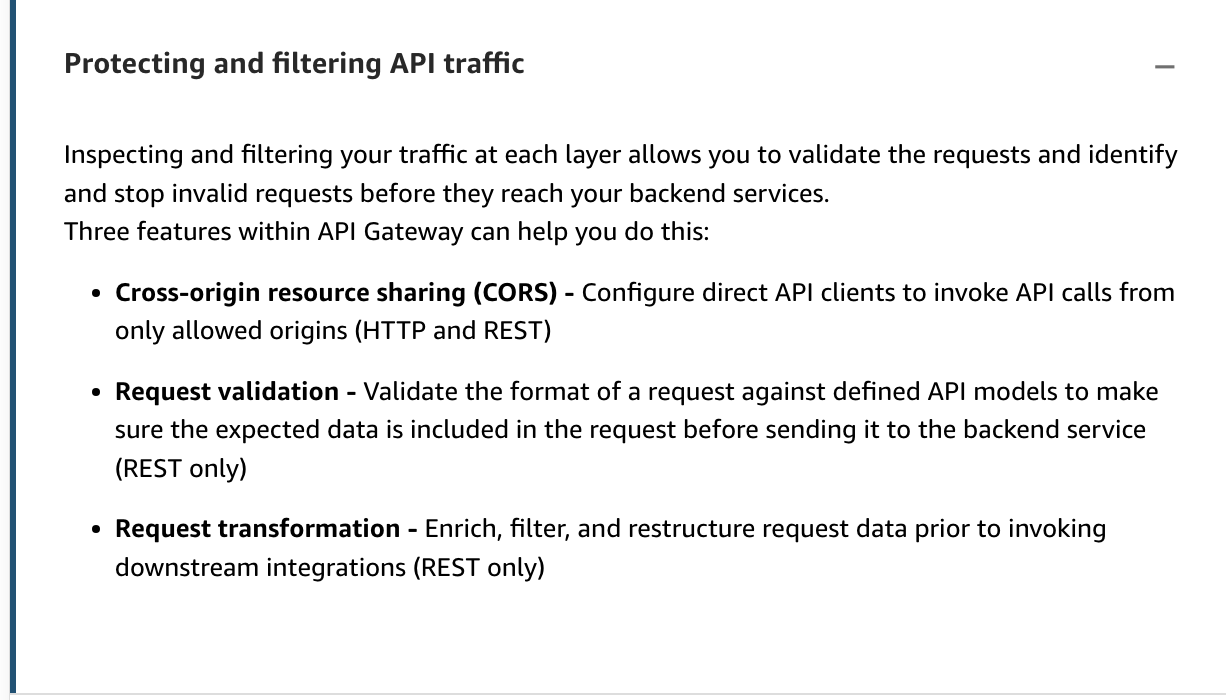 Protecting and filtering API traffic
Inspecting and filtering your traffic at each layer allows you to validate the requests and identify
and stop invalid requests before they reach your backend services.
Three features within API Gateway can help you do this:
• Cross-origin resource sharing (CORS) - Configure direct API clients to invoke API calls from
only allowed origins (HTTP and REST)
• Request validation - Validate the format of a request against defined API models to make
sure the expected data is included in the request before sending it to the backend service
(REST only)
• Request transformation - Enrich, filter, and restructure request data prior to invoking
downstream integrations (REST only)